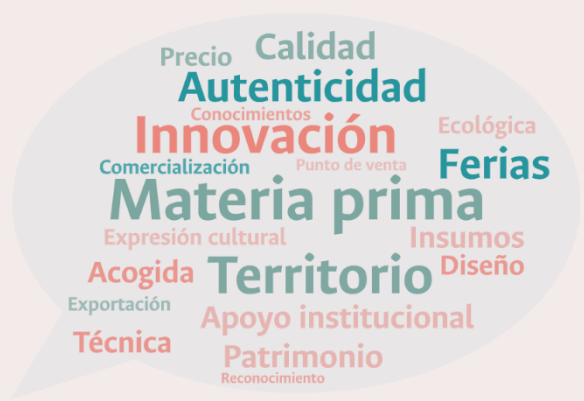 Precio Calidad
Autenticidad
Conocimientos
Innovación Ecológica
Comercialización Punto de venta Ferias
Materia prima
Expresión cultural Insumos
Acogida Territorio Diseño
Exportación
Apoyo institucional
Técnica
Patrimonio
Reconocimiento